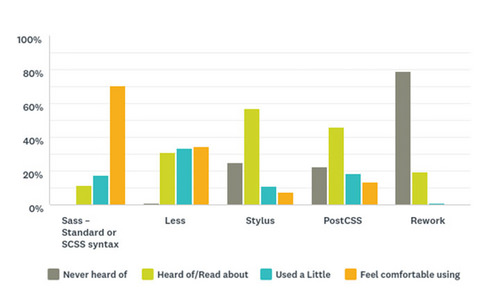 100%
80%
60%
40%
20%
0%
Sass –
Standard or
SCSS syntax
Less
Stylus
PostCSS
Rework
Never heard of
Heard of/Read about
Used a Little
Feel comfortable using